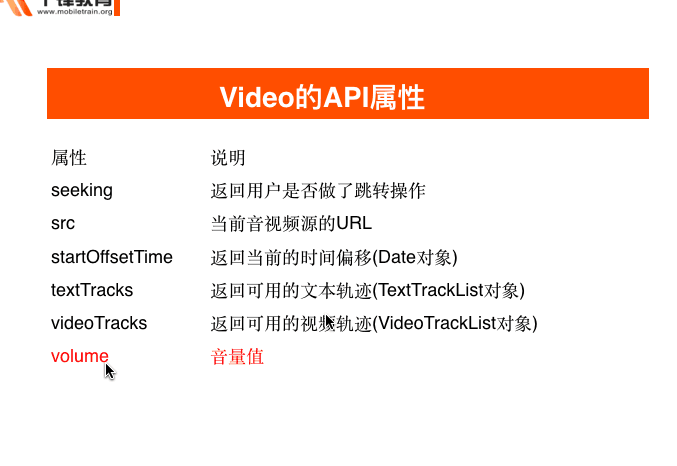 www.mobiletrain.org
Video的API属性
属性 说明
seeking 返回用户是否做了跳转操作
src 当前音视频源的URL
startOffsetTime 返回当前的时间偏移(Date对象)
textTracks 返回可用的文本轨迹(TextTrackList对象)
videoTracks 返回可用的视频轨迹(VideoTrackList对象)
volume 音量值